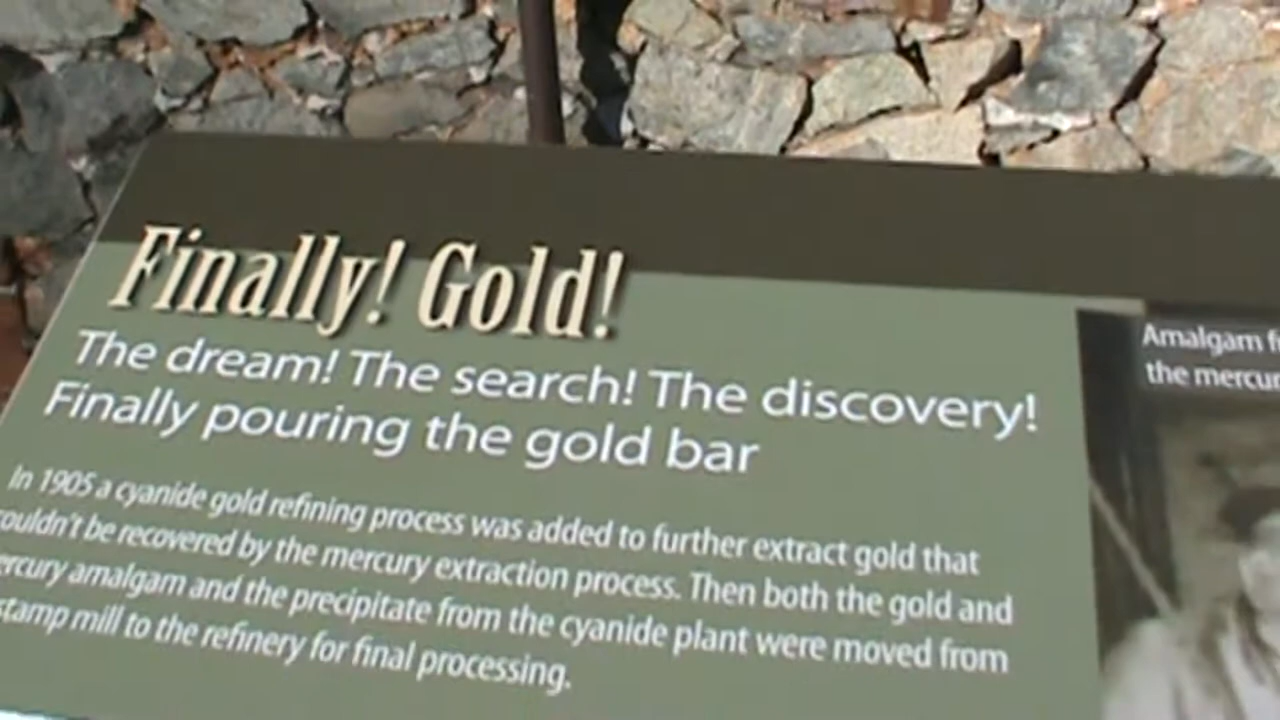 Finally! Gold!
The dream! The search! The discovery!
Finally pouring the gold bar
In 1905 a cyanide gold refining process was added to further extract gold that
be recovered by the mercury extraction process. Then both the gold and
amalgam and the precipitate from the cyanide plant were moved from
stamp mill to the refinery for final processing.
Amalgam
the